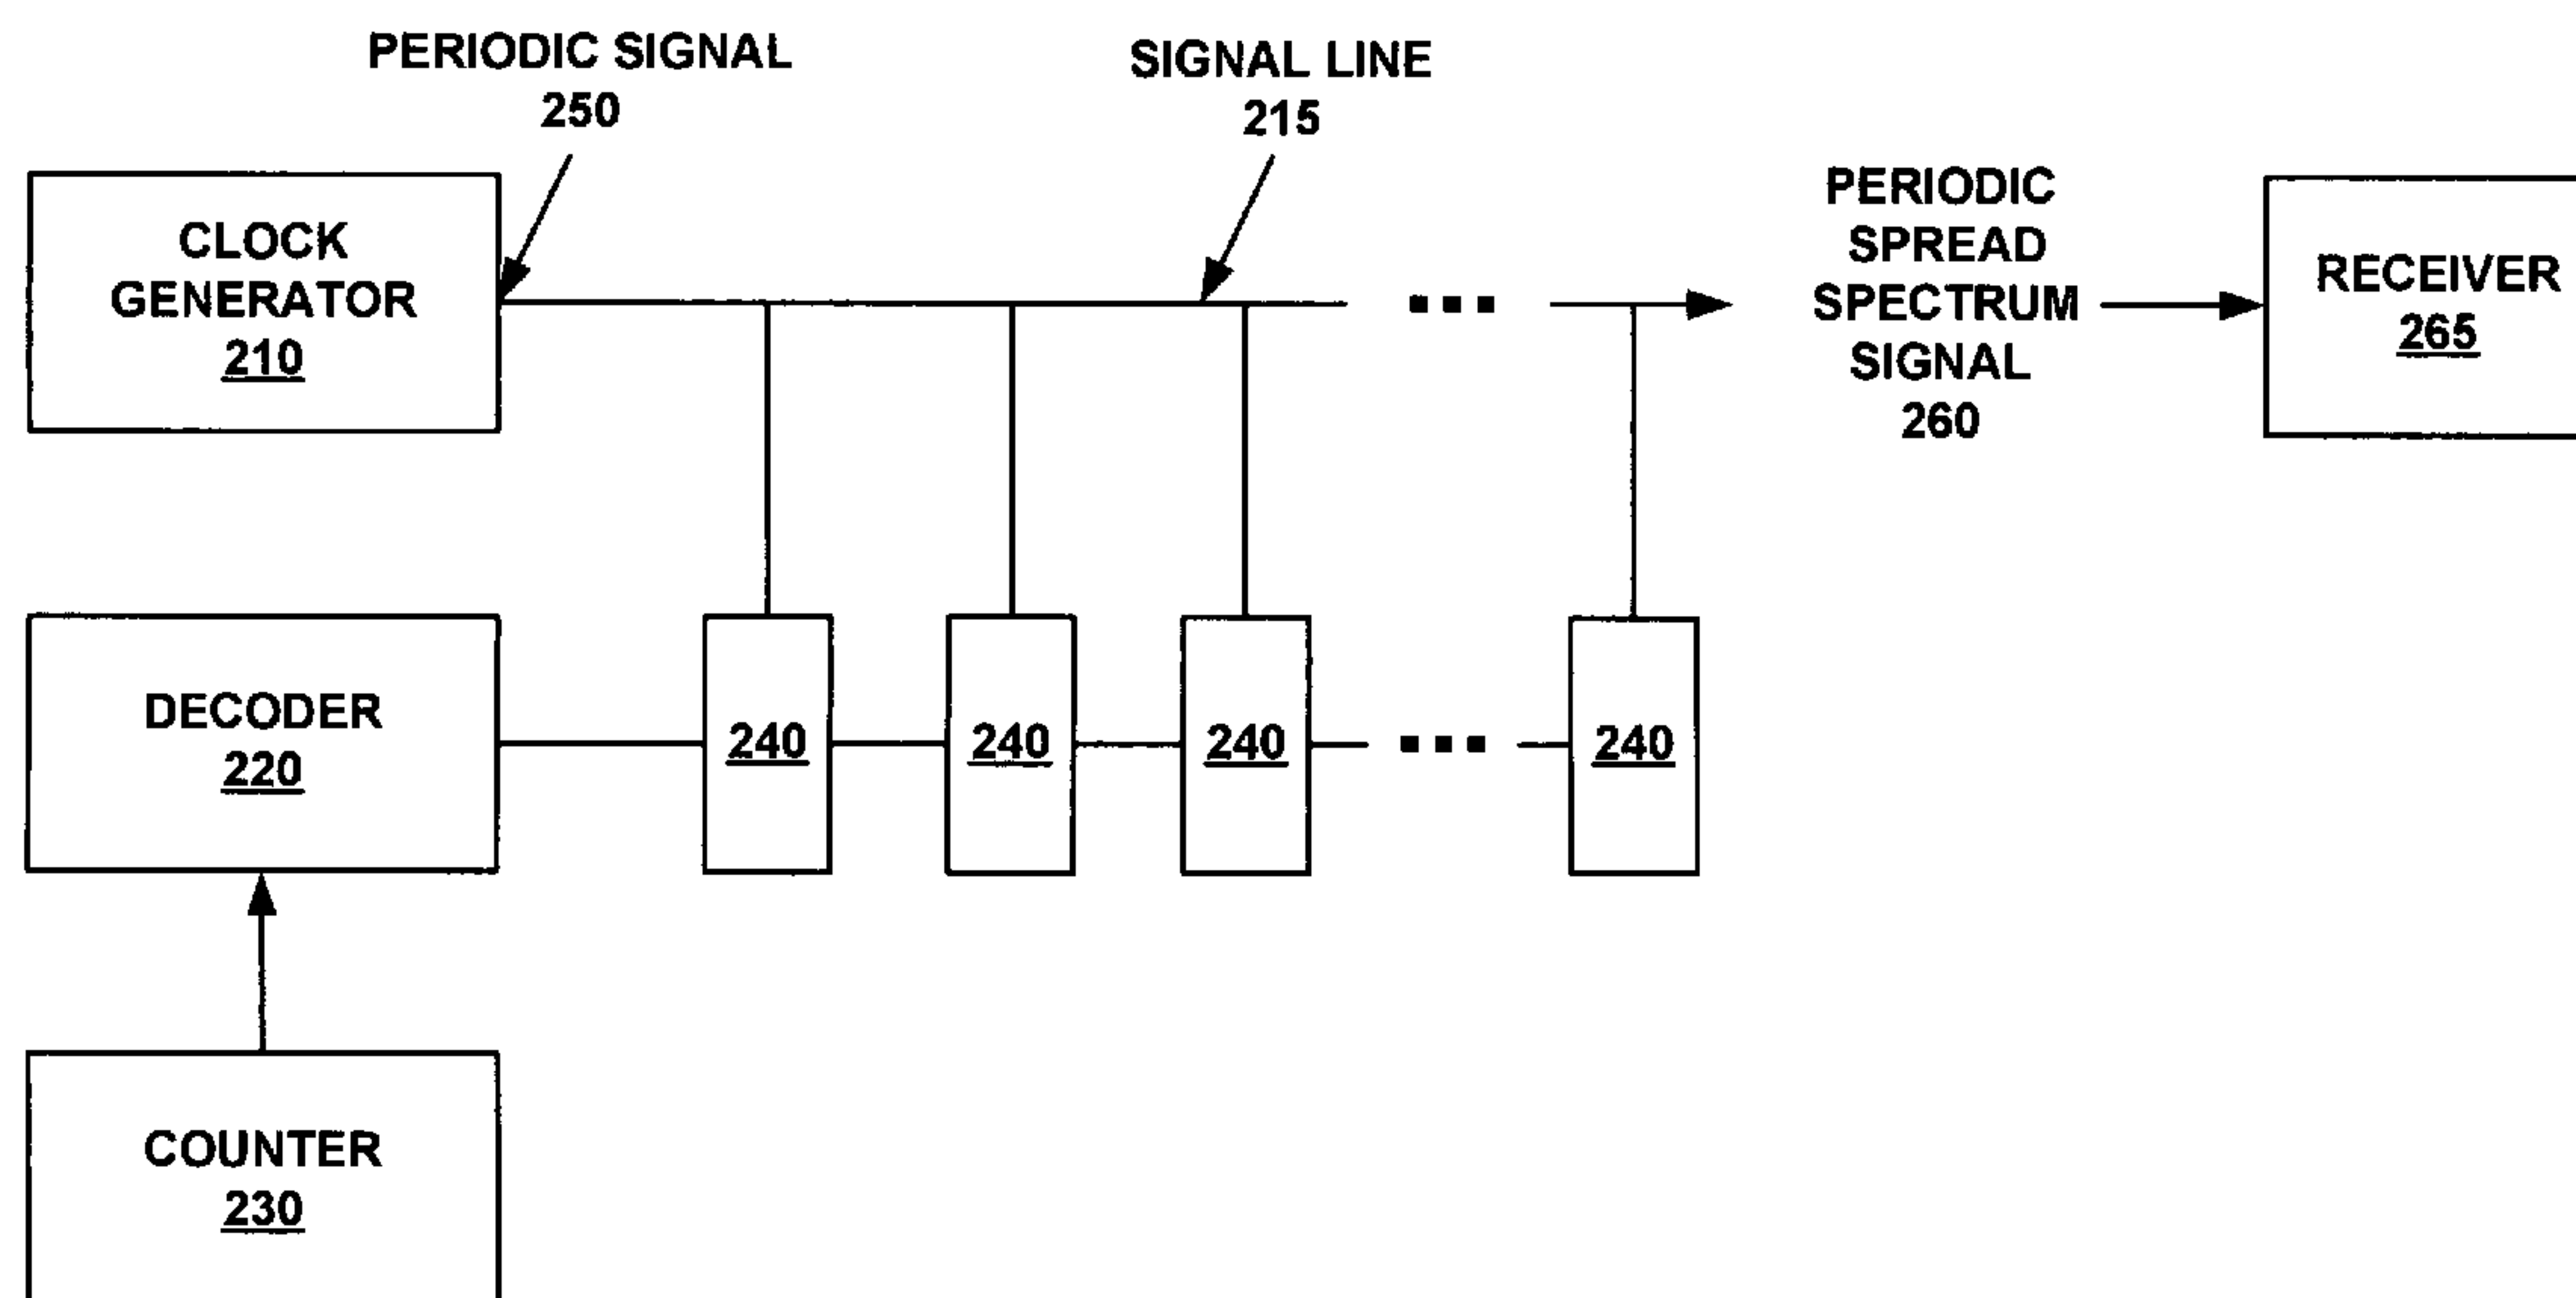 PERIODIC SIGNAL
250
SIGNAL LINE
215
CLOCK
GENERATOR
210
PERIODIC
SPREAD
SPECTRUM
SIGNAL
260
RECEIVER
265
DECODER
220
240
240
240
240
COUNTER
230